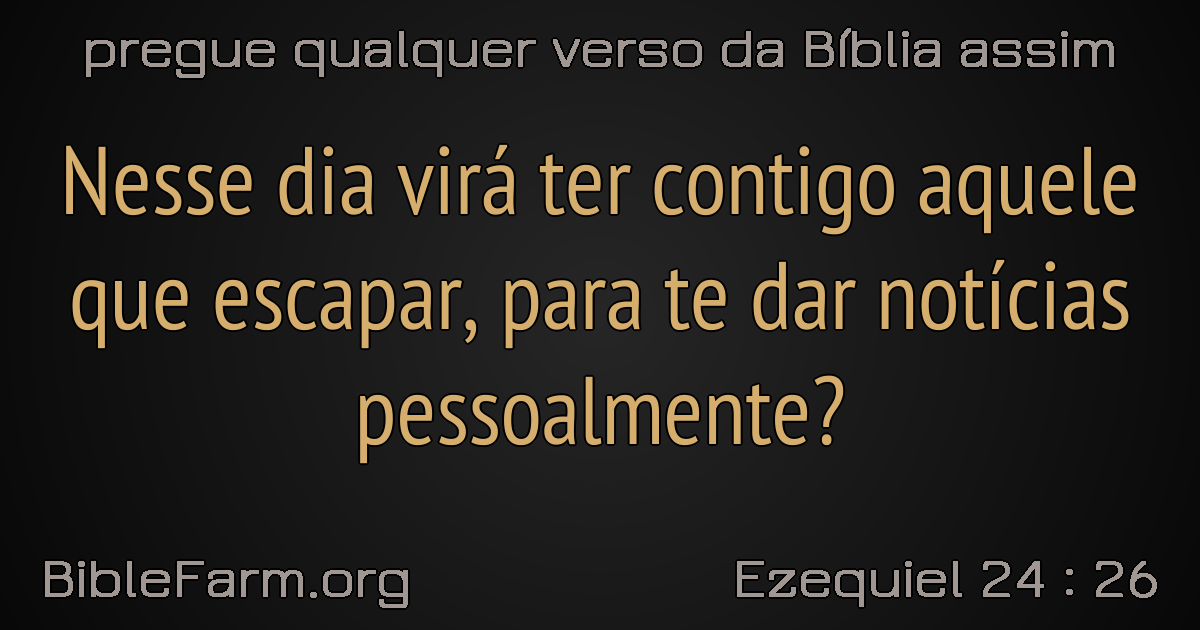 pregue qualquer verso da Bíblia assim
Nesse dia virá ter contigo aquele
que escapar, para te dar notícias
pessoalmente?
BibleFarm.org
Ezequiel 24 : 26